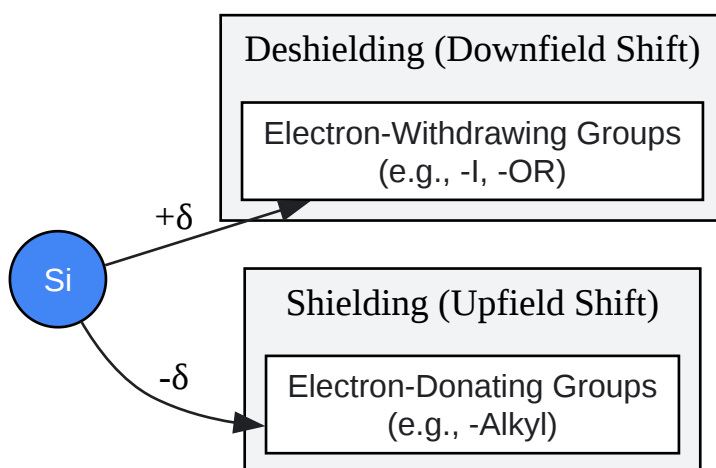 Deshielding (Downfield Shift)
Electron-Withdrawing Groups
(e.g., -I, -OR)
+δ
Si
Shielding (Upfield Shift)
-δ
Electron-Donating Groups
(e.g., -Alkyl)